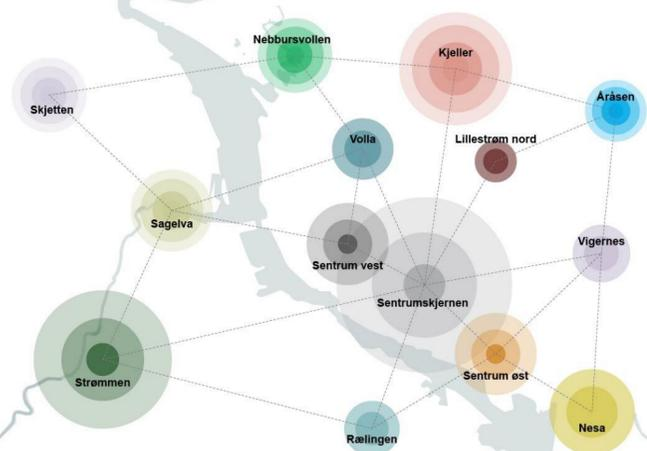 Nebbursvollen
Kjeller
Skjetten
Åråsen
Volla
Lillestrøm nord
Sagelva
Vigernes
Sentrum vest
Sentrumskjernen
Strømmen
Sentrum øst
Rælingen
Nesa